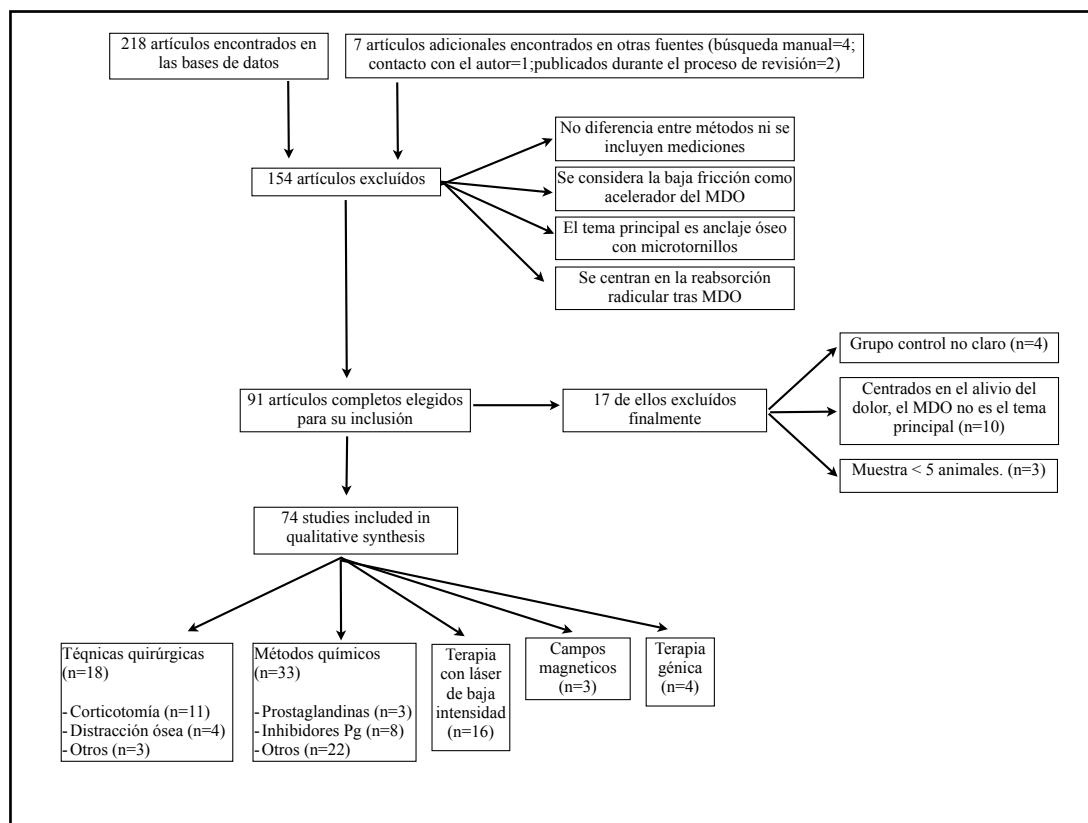 218 artículos encontrados en
las bases de datos
7 artículos adicionales encontrados en otras fuentes (búsqueda manual=4;
contacto con el autor=1;publicados durante el proceso de revisión=2)
No diferencia entre métodos ni se
incluyen mediciones
154 artículos excluídos
Se considera la baja fricción como
acelerador del MDO
El tema principal es anclaje óseo
con microtornillos
Se centran en la reabsorción
radicular tras MDO
Grupo control no claro (n=4)
91 artículos completos elegidos
para su inclusión
17 de ellos excluídos
finalmente
Centrados en el alivio del
dolor, el MDO no es el tema
principal (n=10)
Muestra < 5 animales. (n=3)
74 studies included in
qualitative synthesis
Téqnicas quirúrgicas
(n=18)
- Corticotomía (n=11)
- Distracción ósea (n=4)
- Otros (n=3)
Métodos químicos
(n=33)
- Prostaglandinas (n=3)
- Inhibidores Pg (n=8)
- Otros (n=22)
Terapia
con láser
de baja
intensidad
(n=16)
Campos
magneticos
(n=3)
Terapia
génica
(n=4)